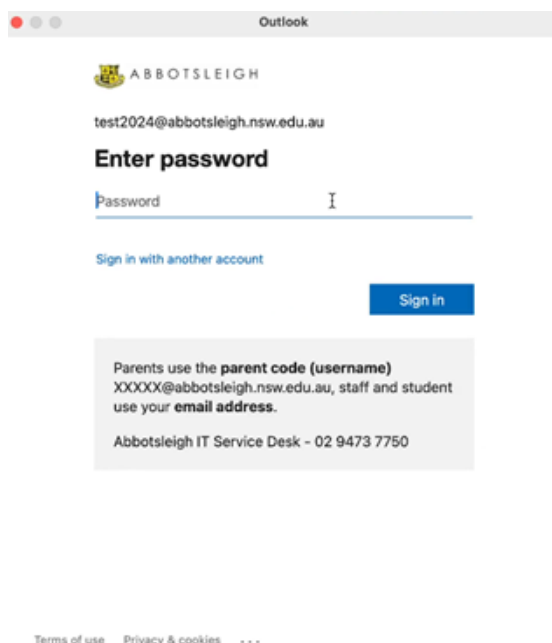 Outlook
ABBOTSLEIGH
test2024@abbotsleigh.nsw.edu.au
Enter password
Password
Sign in with another account
Sign in
Parents use the parent code (username)
XXXXX@abbotsleigh.nsw.edu.au, staff and student
use your email address.
Abbotsleigh IT Service Desk - 02 9473 7750
Terms of use Privacy & cookies ...